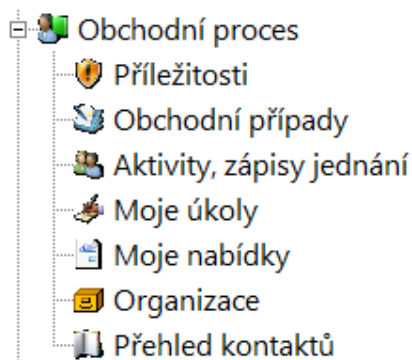 Obchodní proces
Příležitosti
Obchodní případy
Aktivity, zápisy jednání
Moje úkoly
Moje nabídky
Organizace
Přehled kontaktů